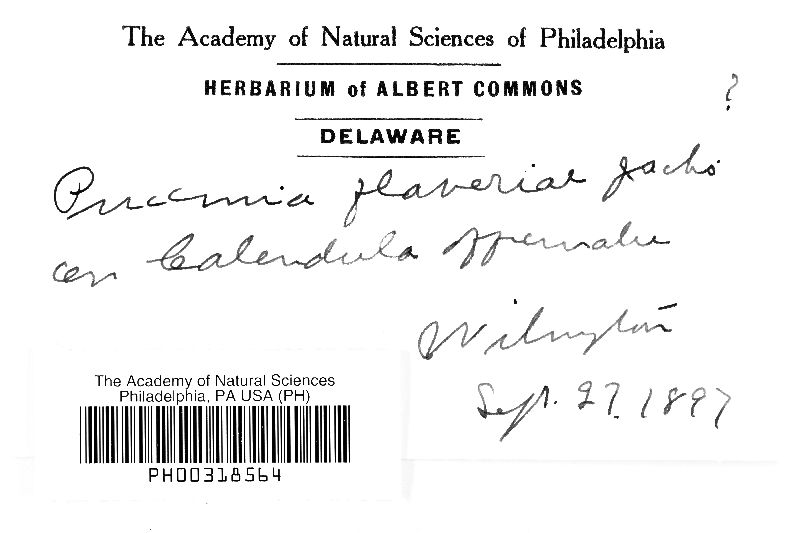 The Academy of Natural Sciences of Philadelphia
HERBARIUM of ALBERT COMMONS
?
DELAWARE
Puccinia flaveriae Jacks
on Calendula officinalis
Wilmington
Sept. 27. 1897
The Academy of Natural Sciences
Philadelphia, PA USA (PH)
PH00318564